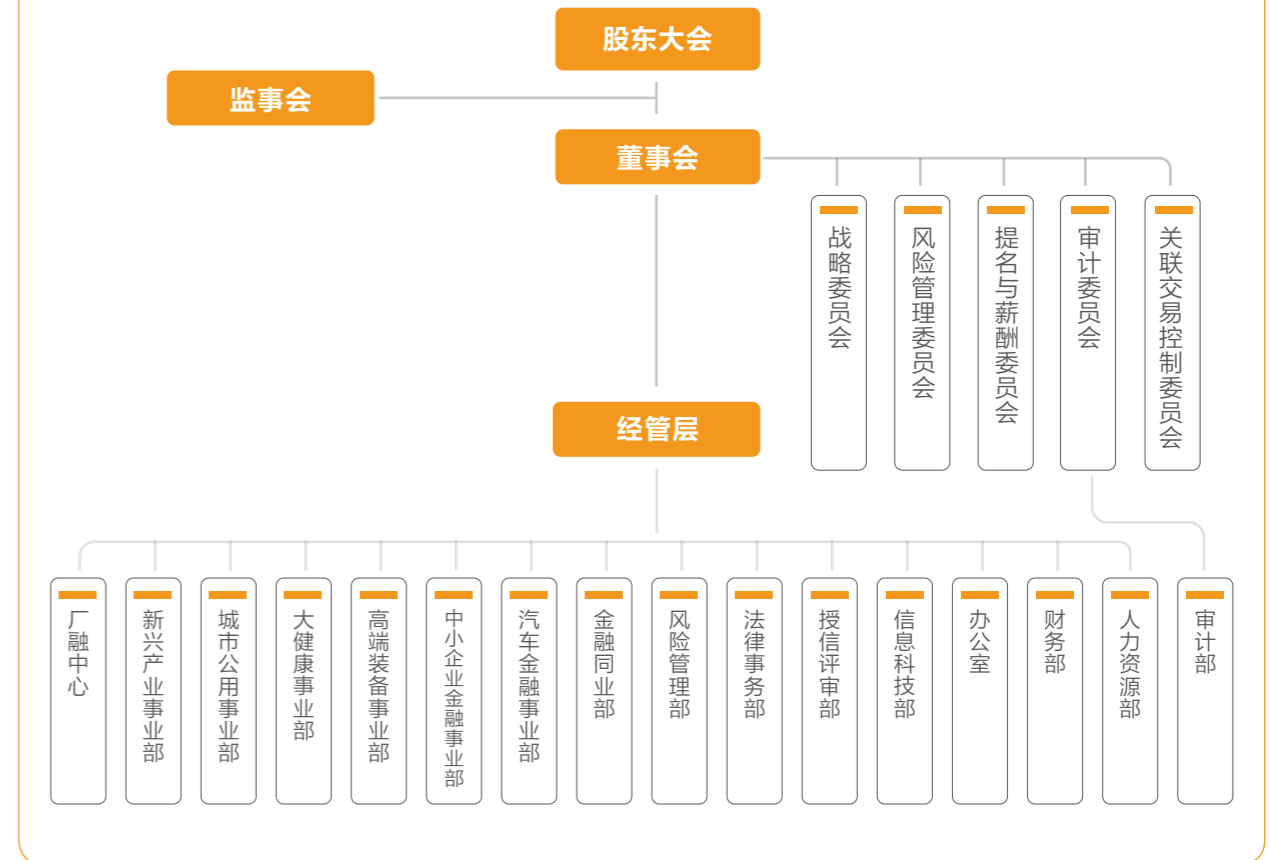 股东大会
监事会
董事会
战略委员会
风险管理委员会
提名与薪酬委员会
审计委员会
关联交易控制委员会
经管层
厂融中心
新兴产业事业部
城市公用事业部
大健康事业部
高端装备事业部
中小企业金融事业部
汽车金融事业部
金融同业部
风险管理部
法律事务部
授信评审部
信息科技部
办公室
财务部
人力资源部
审计部